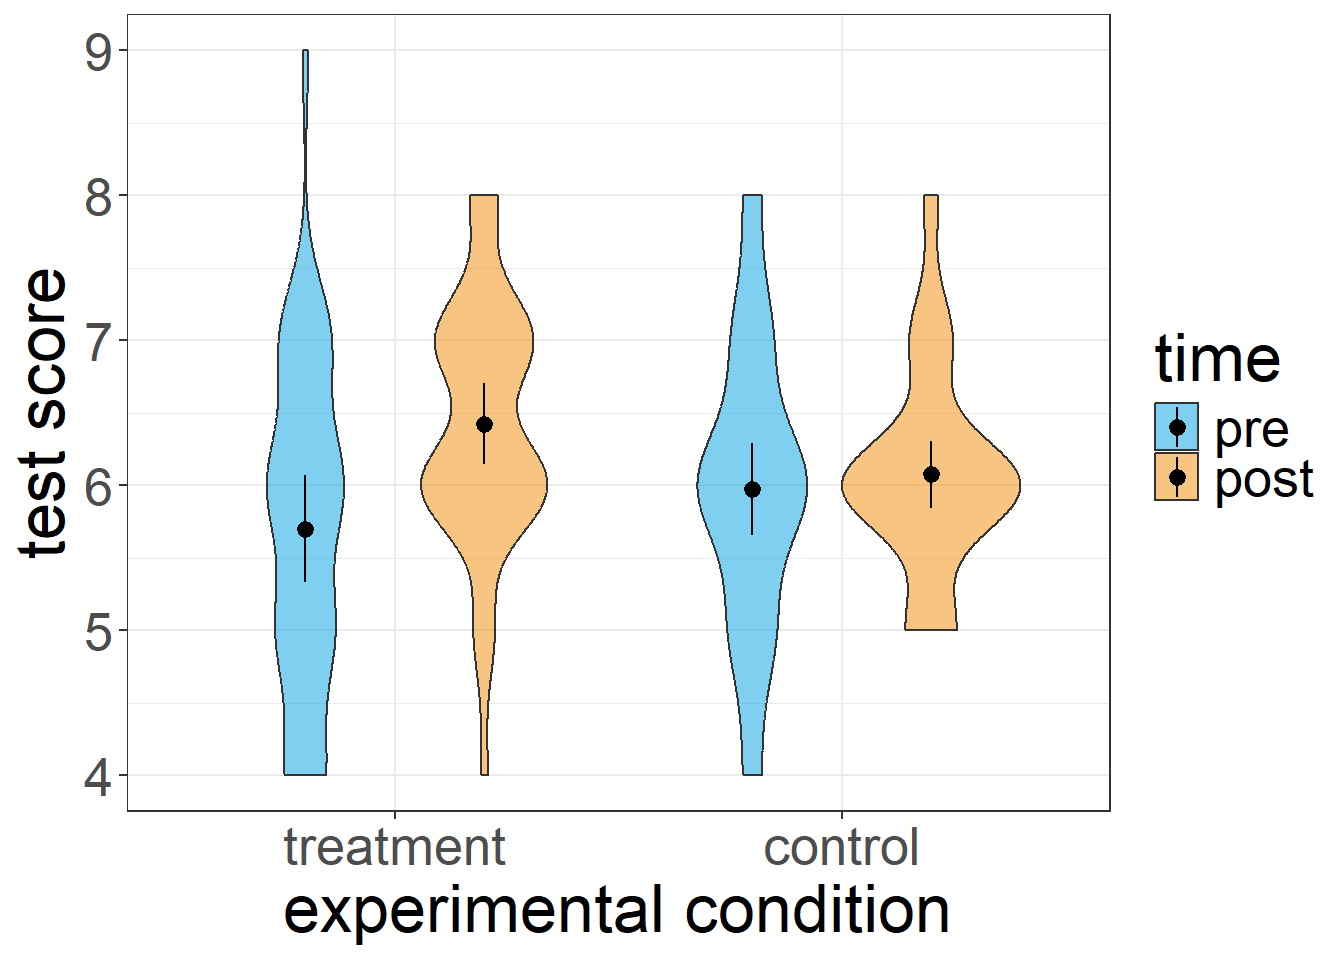 9
8
7
6
5
4
test score
treatment
control
experimental condition
time
pre
post